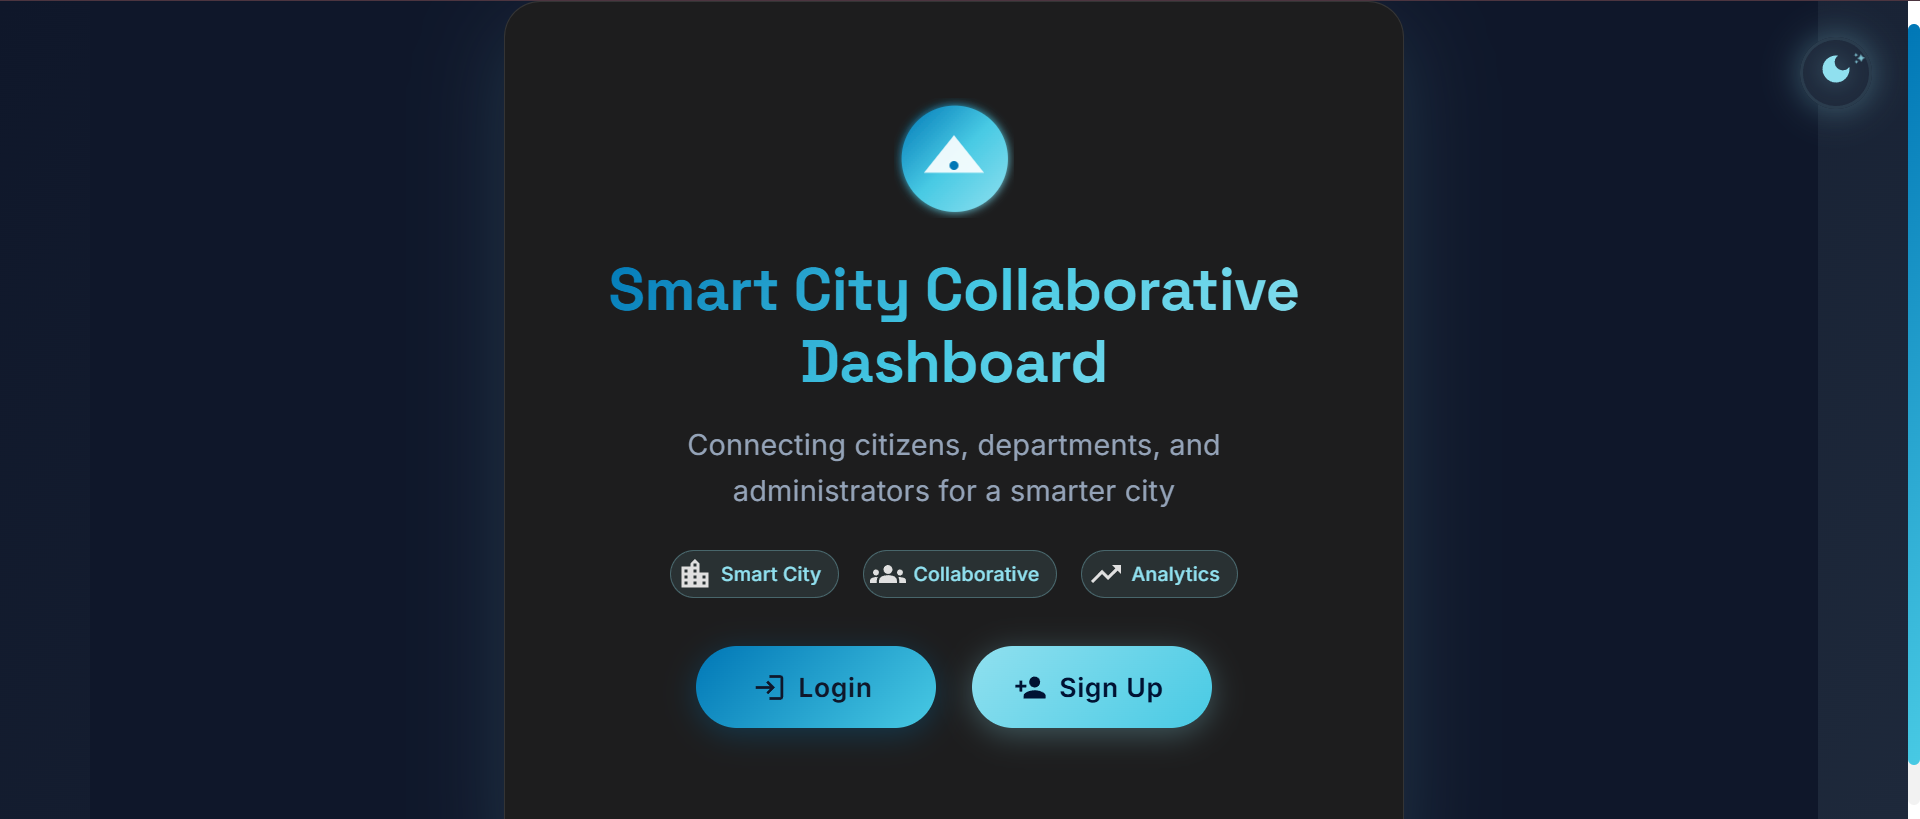 Smart City Collaborative
Dashboard
Connecting citizens, departments, and
administrators for a smarter city
Smart City
Collaborative
Analytics
Login
Sign Up